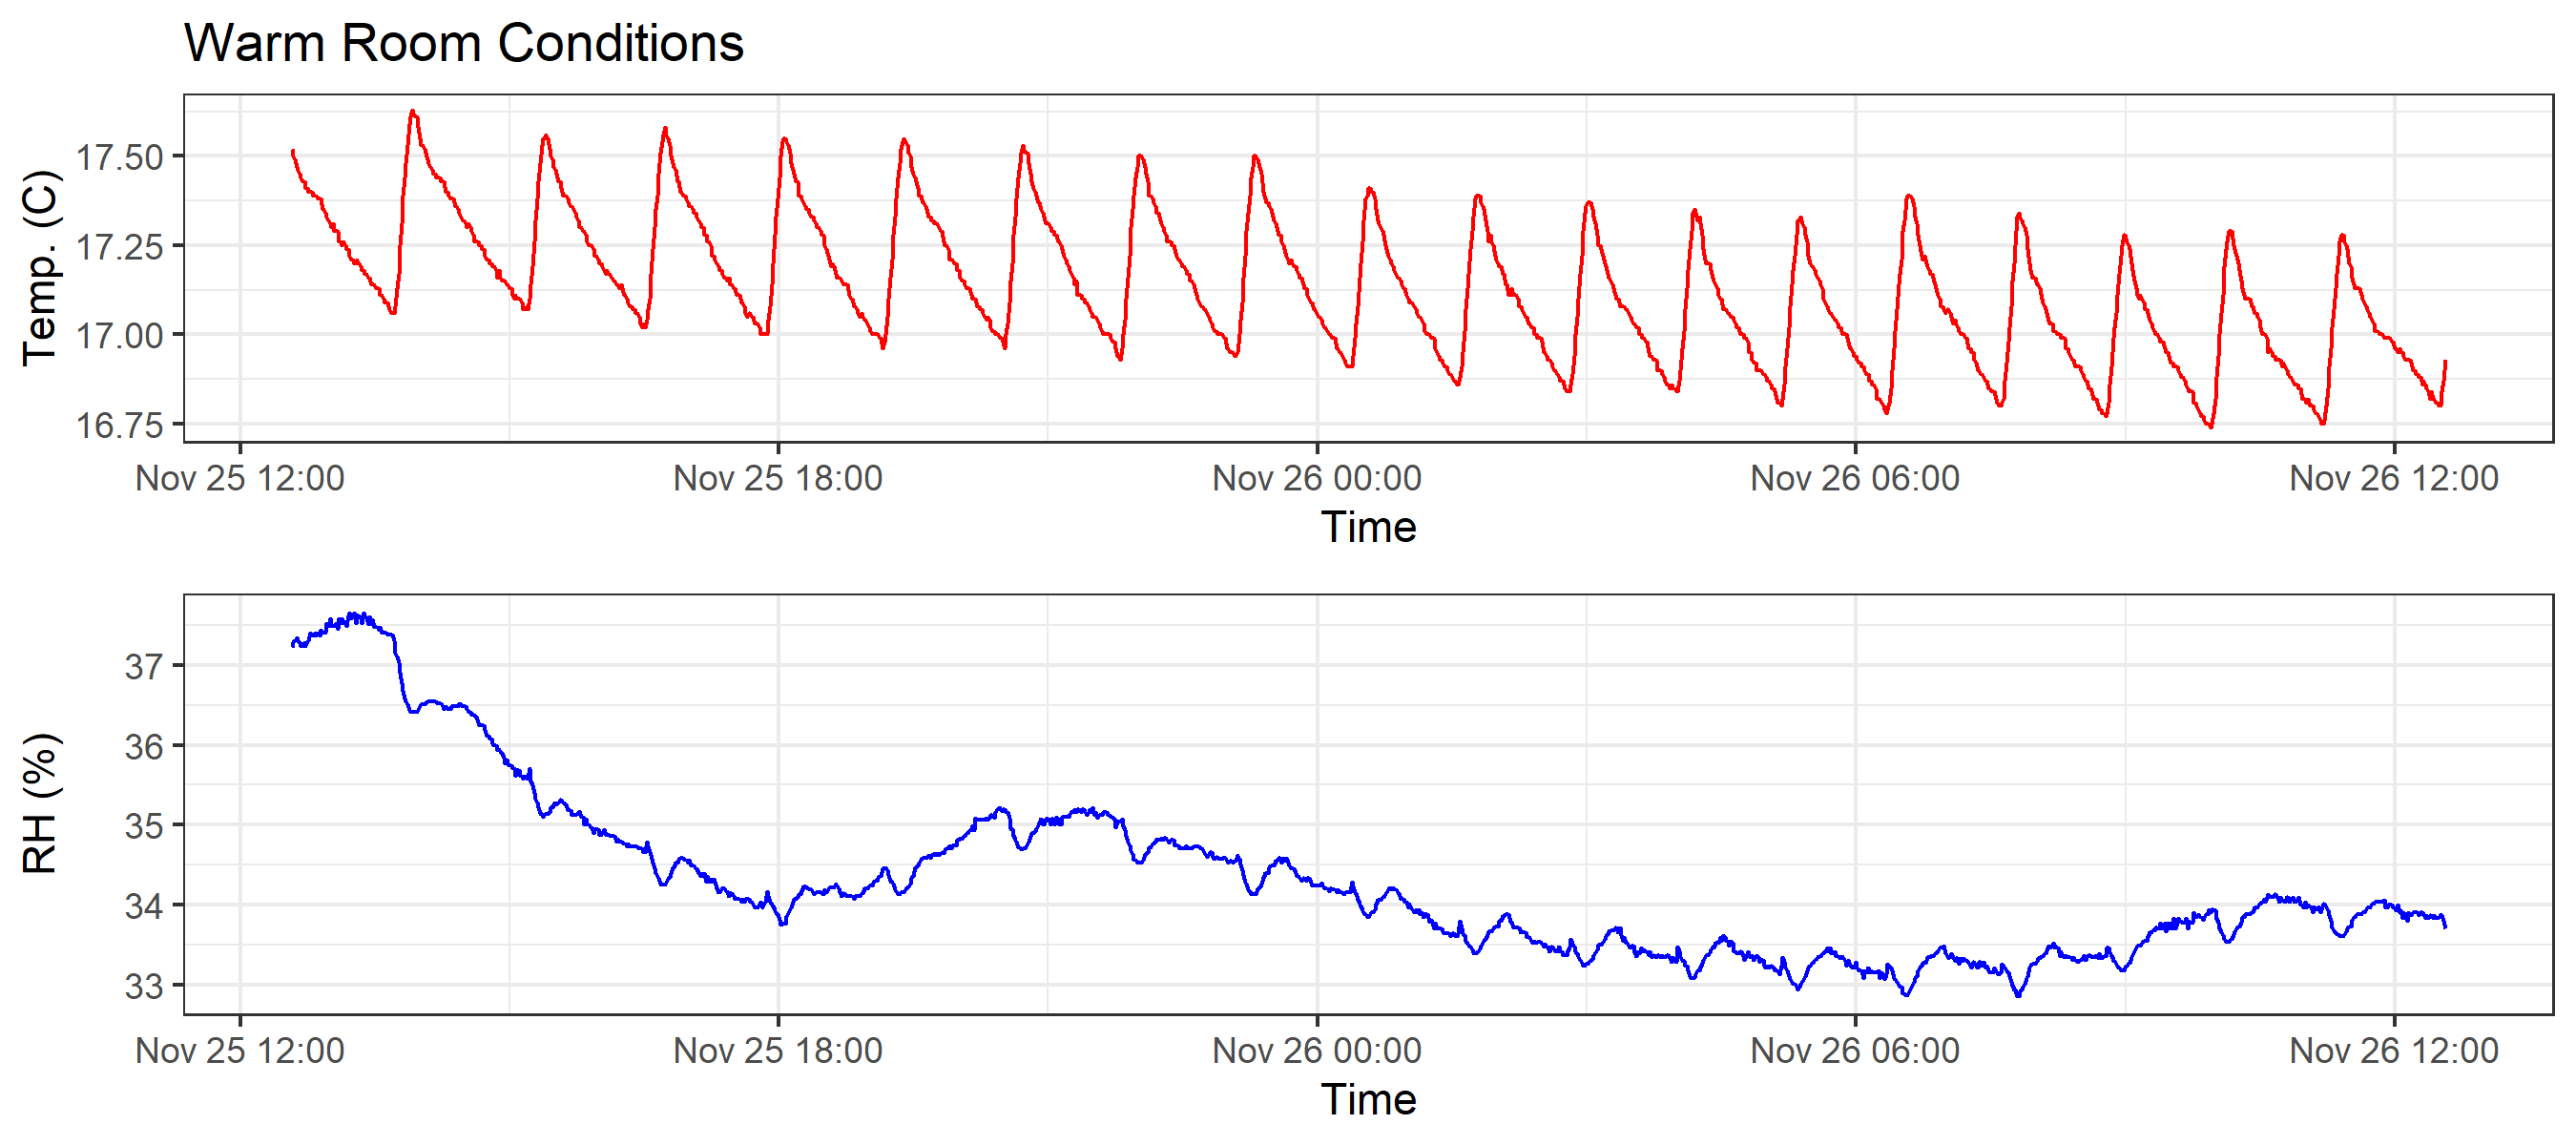 Warm Room Conditions
Temp. (C)
17.50
17.25
17.00
16.75
Nov 25 12:00 Nov 25 18:00 Nov 26 00:00 Nov 26 06:00 Nov 26 12:00
Time
RH (%)
37
36
35
34
33
Nov 25 12:00 Nov 25 18:00 Nov 26 00:00 Nov 26 06:00 Nov 26 12:00
Time